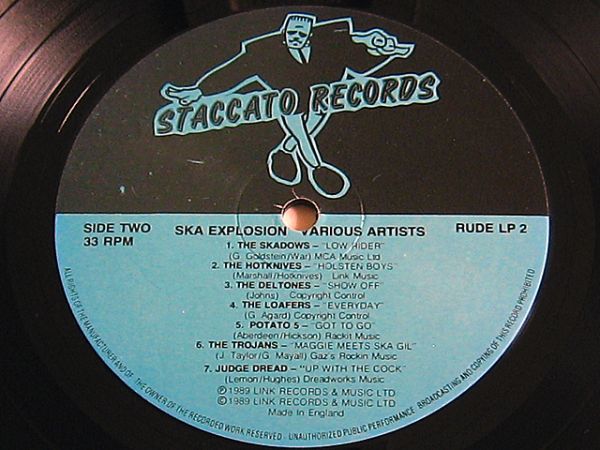 STACCATO RECORDS
SIDE TWO
33 RPM
SKA EXPLOSION VARIOUS ARTISTS
RUDE LP 2
1. THE SKADOWS – "LOW RIDER"
(G. Goldstein/War) MCA Music Ltd
2. THE HOTKNIVES – "HOLSTEN BOYS"
(Marshall/Hotknives) Link Music
3. THE DELTONES – "SHOW OFF"
(Johns) Copyright Control
4. THE LOAFERS – "EVERYDAY"
(G. Agard) Copyright Control
5. POTATO 5 – "GOT TO GO"
(Aberdeen/Hickson) Rackit Music
6. THE TROJANS – "MAGGIE MEETS SKA GIL"
(J. Taylor/G. Mayall) Gaz's Rockin Music
7. JUDGE DREAD – "UP WITH THE COCK"
(Lemon/Hughes) Dreadworks Music
℗ 1989 LINK RECORDS & MUSIC LTD
© 1989 LINK RECORDS & MUSIC LTD
Made in England
ALL RIGHTS OF THE MANUFACTURER AND OF THE OWNER OF THE RECORDED WORK RESERVED - UNAUTHORIZED PUBLIC PERFORMANCE BROADCASTING AND COPYING OF THIS RECORD PROHIBITED